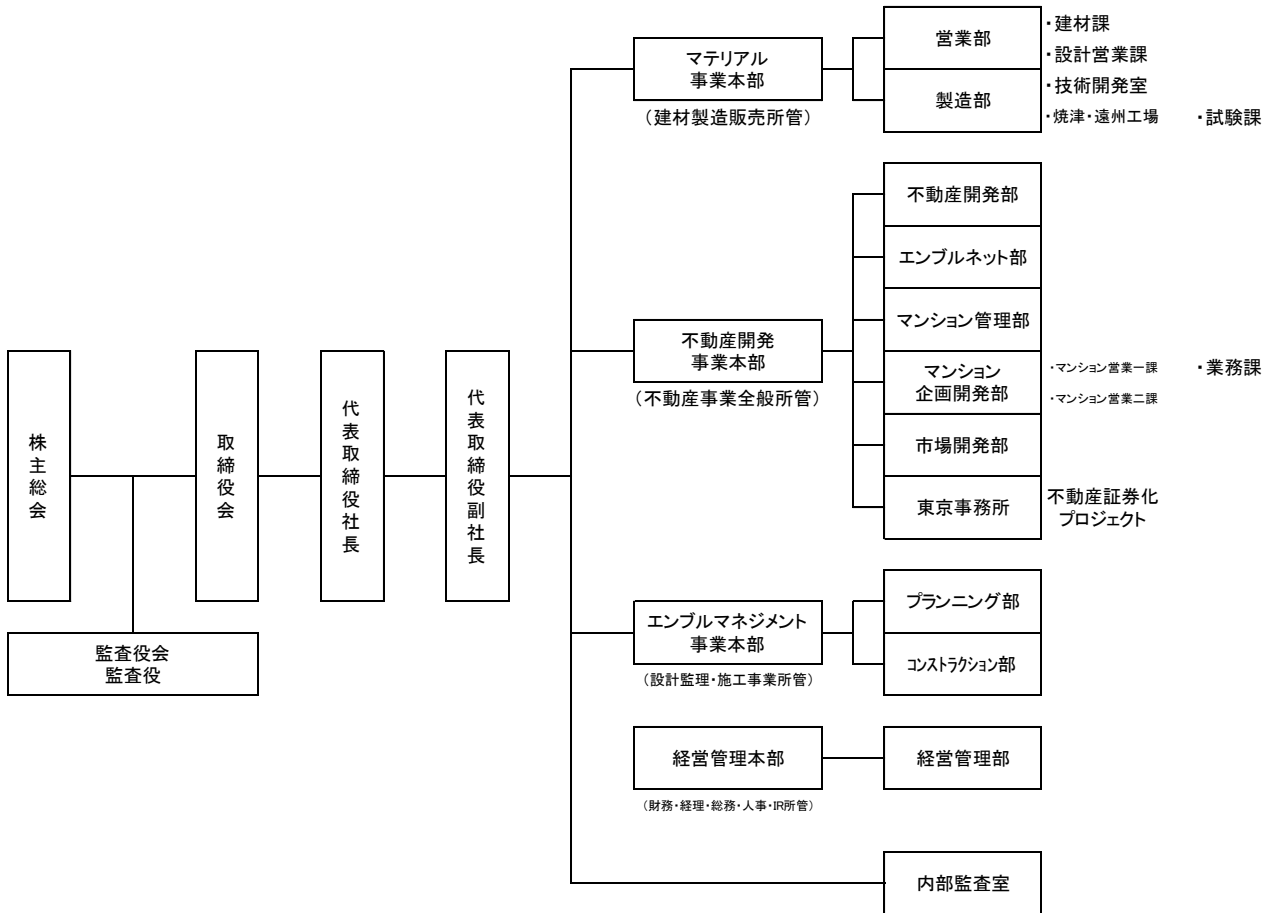 株主総会
監査役会
監査役
取締役会
代表取締役社長
代表取締役副社長
マテリアル
事業本部
（建材製造販売所管）
営業部
・建材課
・設計営業課
製造部
・技術開発室
・焼津・遠州工場
・試験課
不動産開発
事業本部
（不動産事業全般所管）
不動産開発部
エンブルネット部
マンション管理部
マンション
企画開発部
・マンション営業一課
・業務課
・マンション営業二課
市場開発部
東京事務所
不動産証券化
プロジェクト
エンブルマネジメント
事業本部
（設計監理・施工事業所管）
プランニング部
コンストラクション部
経営管理本部
（財務・経理・総務・人事・IR所管）
経営管理部
内部監査室